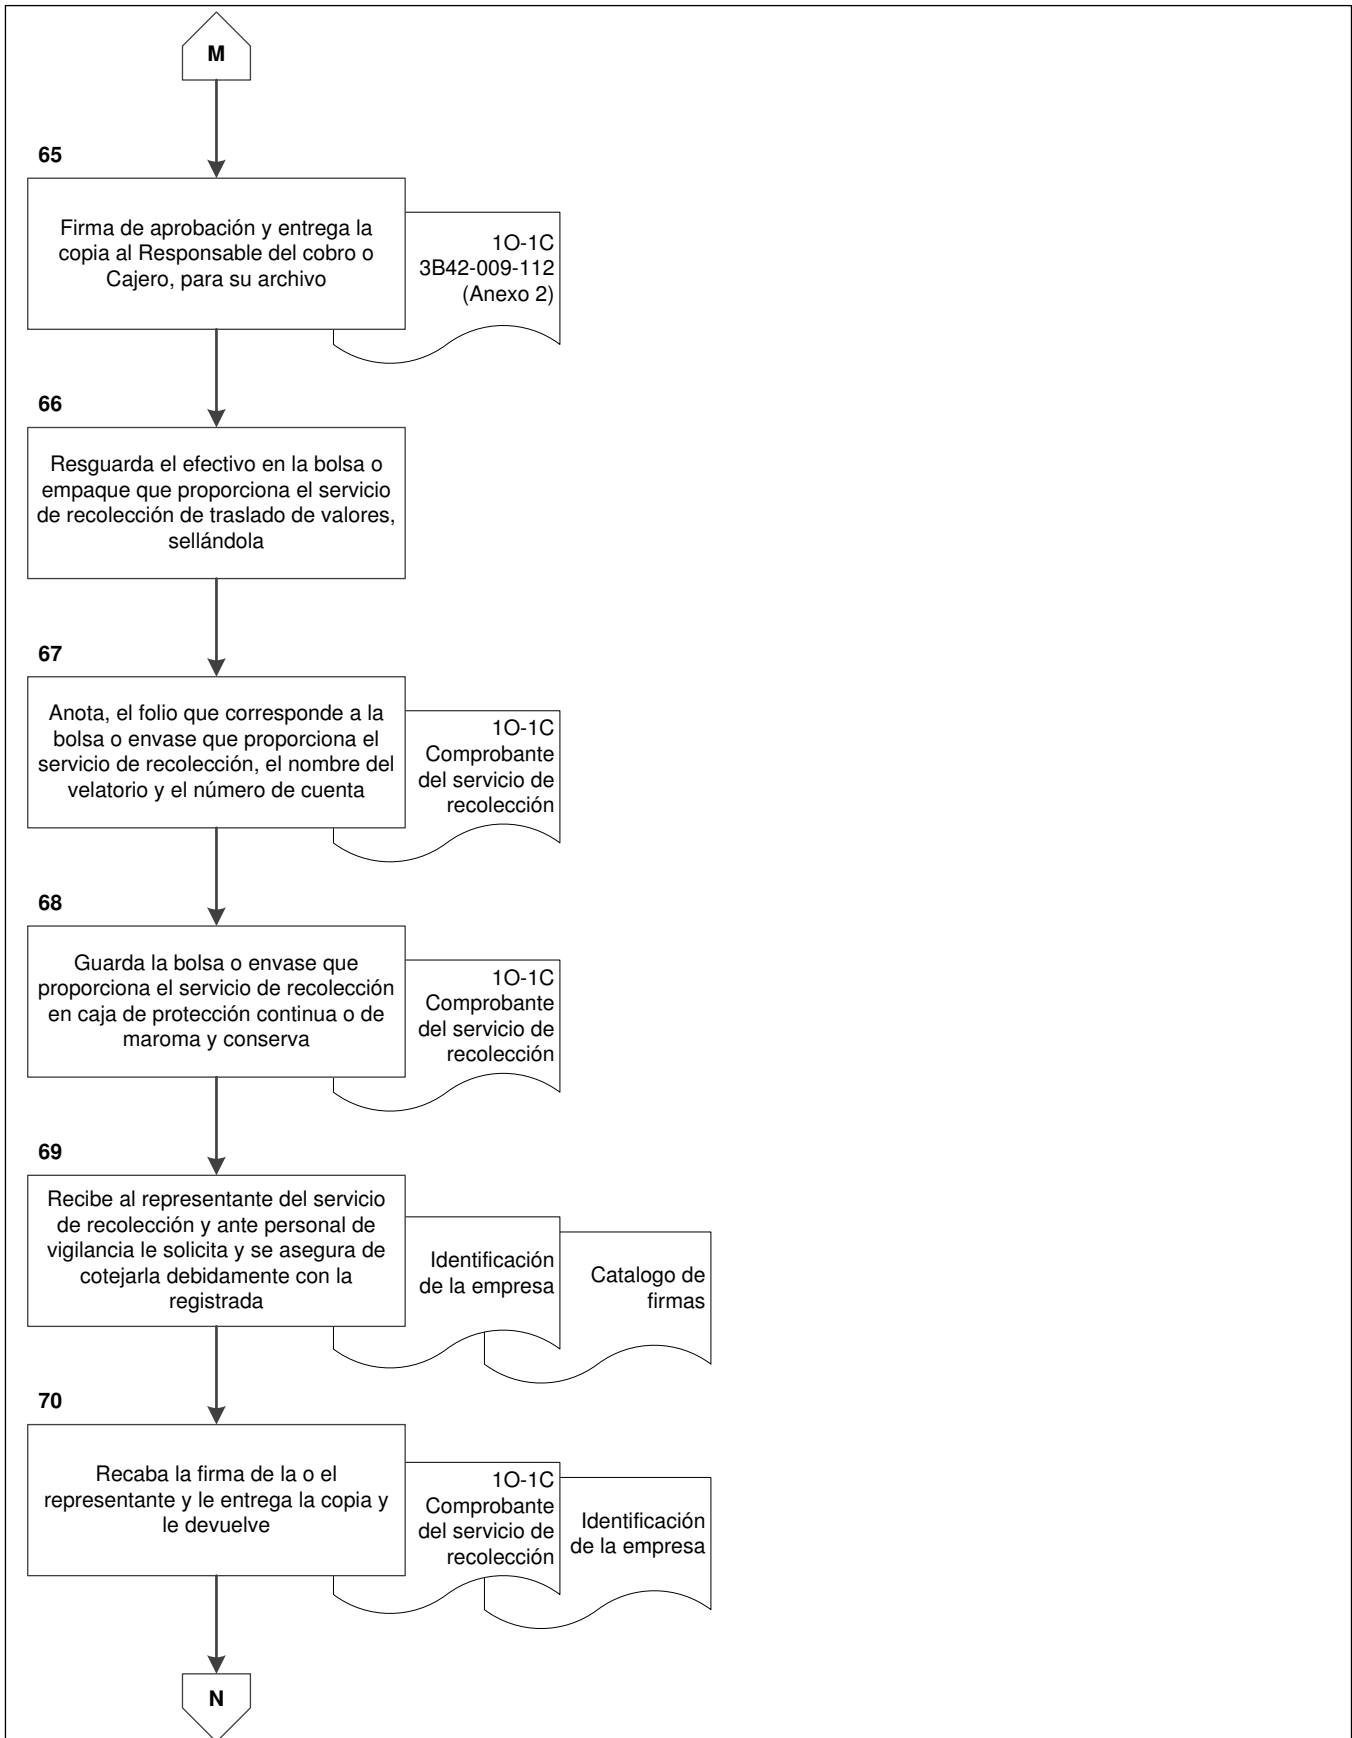 M
65
Firma de aprobación y entrega la
copia al Responsable del cobro o
Cajero, para su archivo
1O-1C
3B42-009-112
(Anexo 2)
66
Resguarda el efectivo en la bolsa o
empaque que proporciona el servicio
de recolección de traslado de valores,
sellándola
67
Anota, el folio que corresponde a la
bolsa o envase que proporciona el
servicio de recolección, el nombre del
velatorio y el número de cuenta
1O-1C
Comprobante
del servicio de
recolección
68
Guarda la bolsa o envase que
proporciona el servicio de recolección
en caja de protección continua o de
maroma y conserva
1O-1C
Comprobante
del servicio de
recolección
69
Recibe al representante del servicio
de recolección y ante personal de
vigilancia le solicita y se asegura de
cotejarla debidamente con la
registrada
Identificación
de la empresa
Catalogo de
firmas
70
Recaba la firma de la o el
representante y le entrega la copia y
le devuelve
1O-1C
Comprobante
del servicio de
recolección
Identificación
de la empresa
N